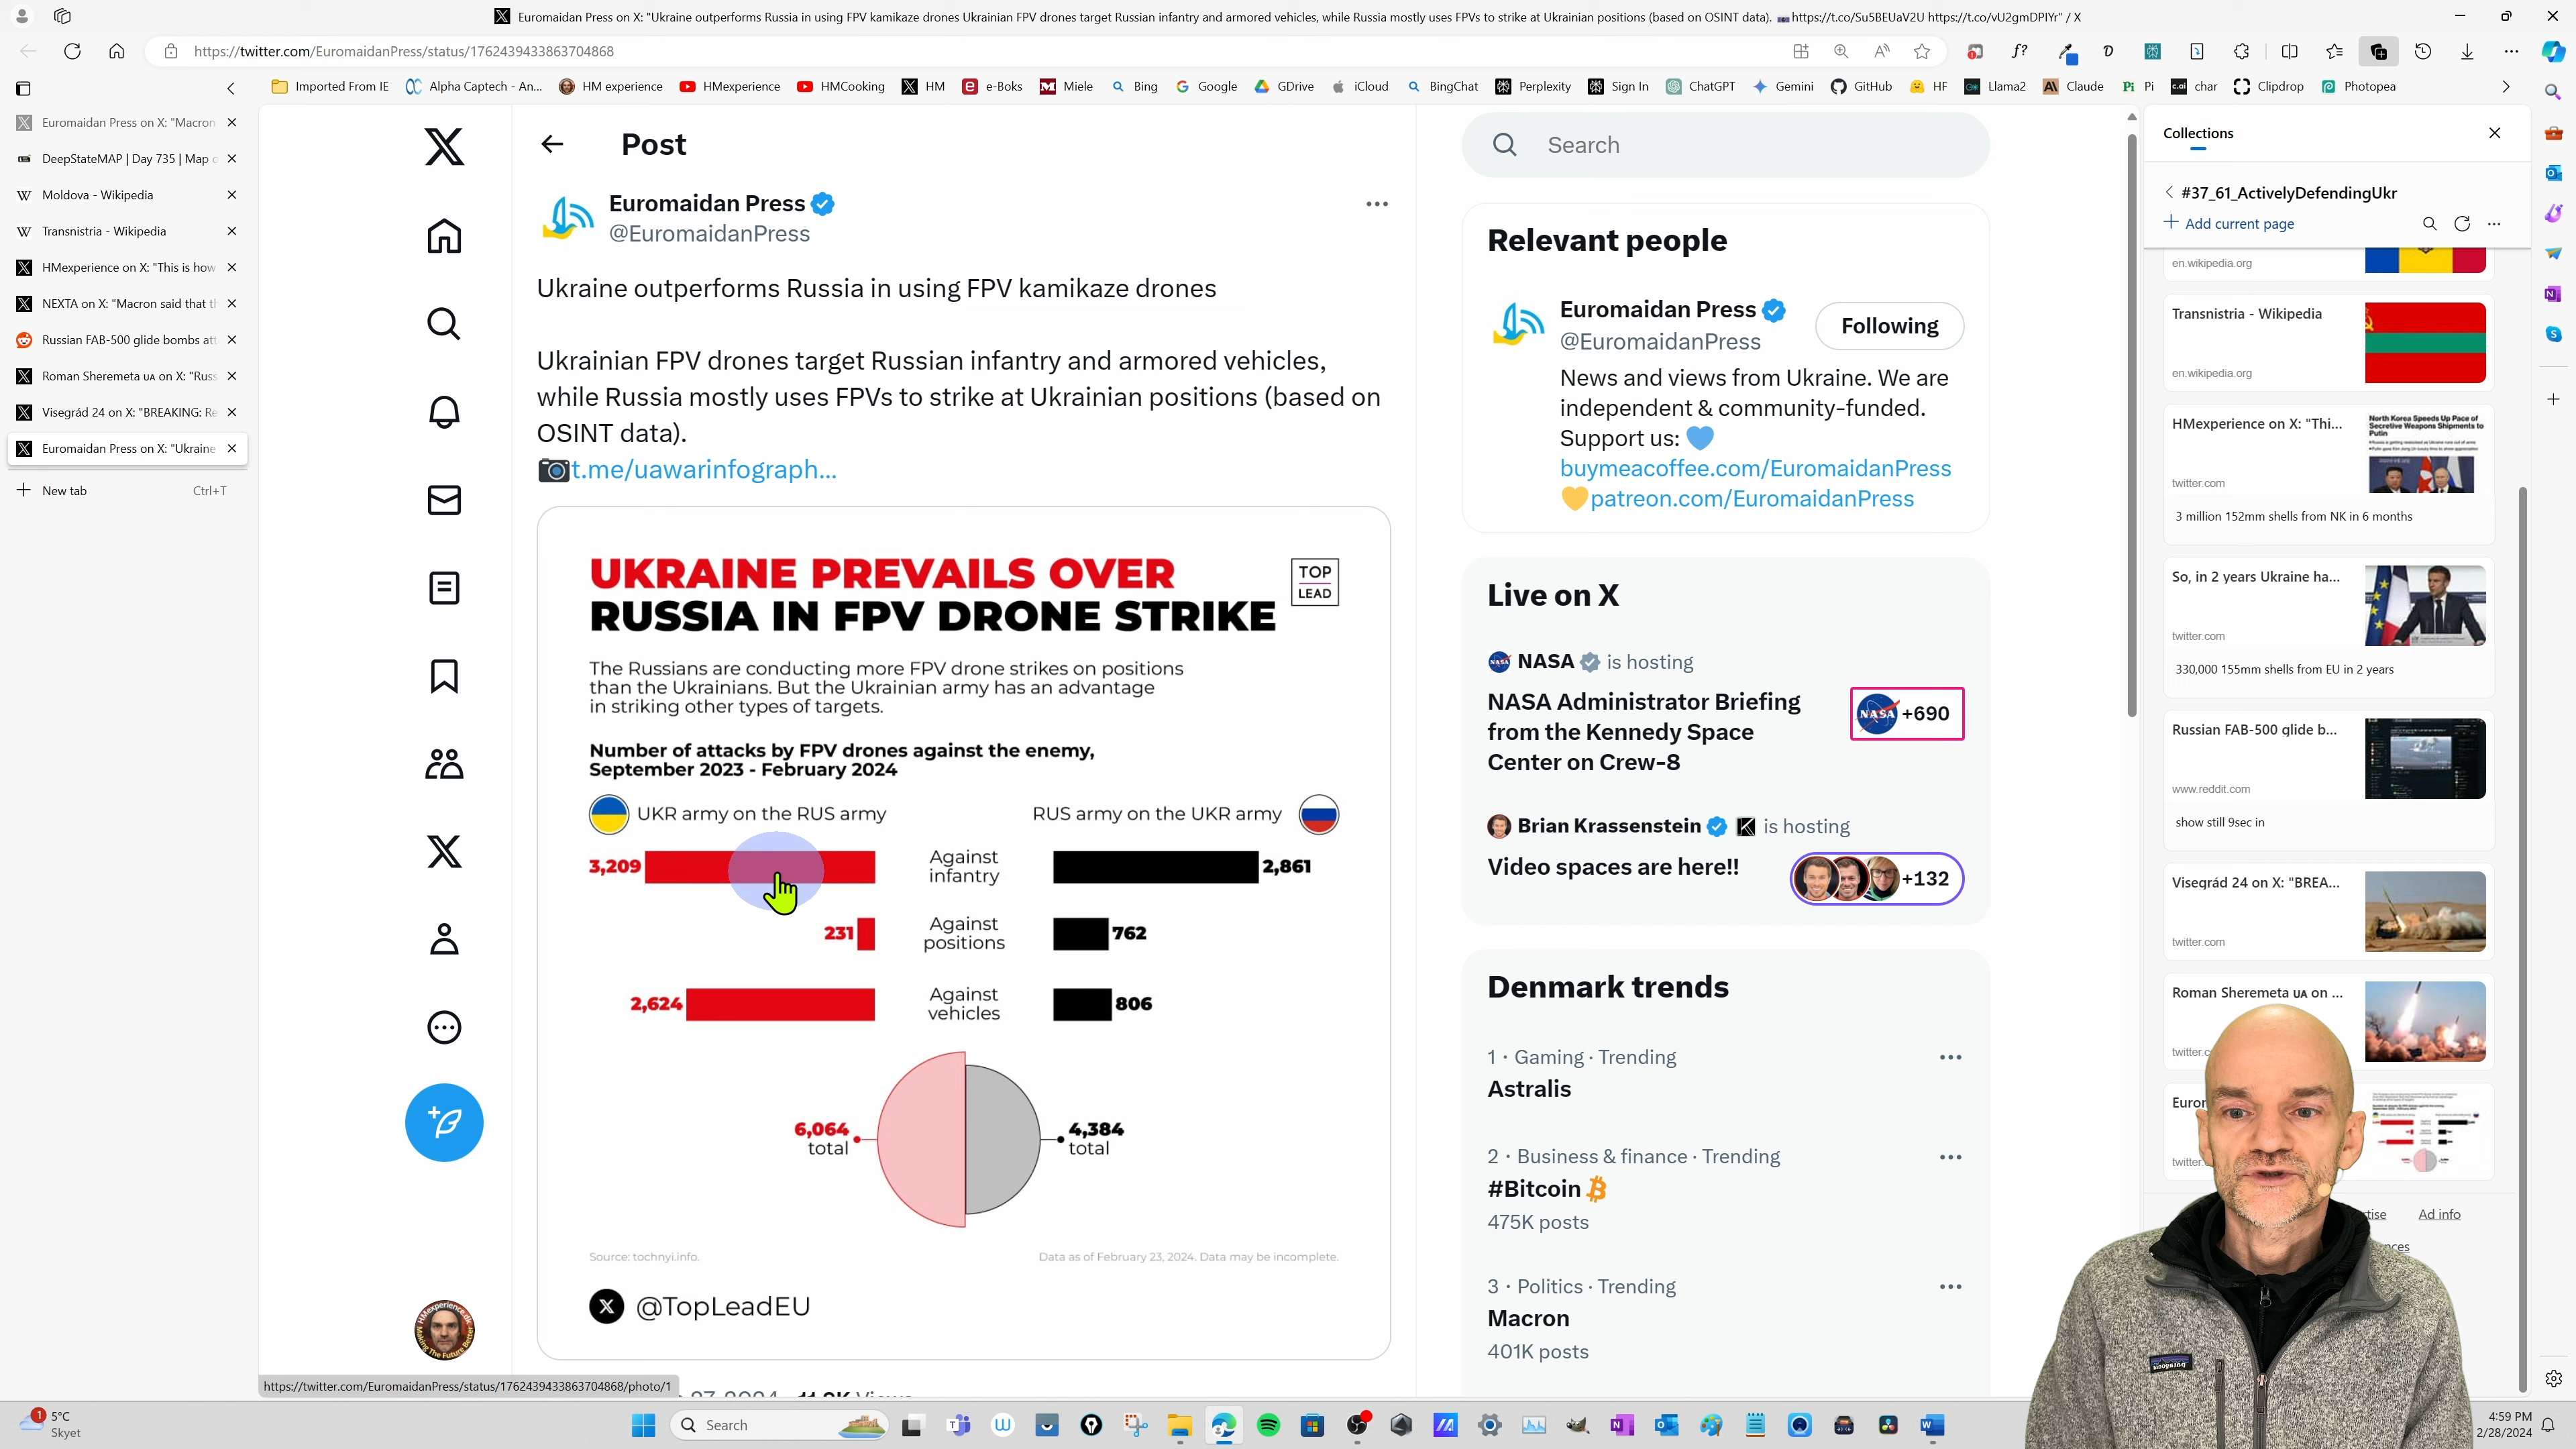 Euromaidan Press on X: "Ukraine outperforms Russia in using FPV kamikaze drones Ukrainian FPV drones target Russian infantry and armored vehicles, while Russia mostly uses FPVs to strike at Ukrainian positions (based on OSINT data). 📷 https://t.co/Su5BEUaV2U https://t.co/vU2gmDPIYr" / X
https://twitter.com/EuromaidanPress/status/1762439433863704868
Imported From IE
Alpha Captech - An...
HM experience
HMexperience
HMCooking
HM
e-Boks
Miele
Bing
Google
GDrive
iCloud
BingChat
Perplexity
Sign In
ChatGPT
Gemini
GitHub
HF
Llama2
Claude
Pi
char
Clipdrop
Photopea
Euromaidan Press on X: "Macron
DeepStateMAP | Day 735 | Map
Moldova - Wikipedia
Transnistria - Wikipedia
HMexperience on X: "This is how
NEXTA on X: "Macron said that
Russian FAB-500 glide bombs
Roman Sheremeta ᴜᴀ on X: "Russ
Visegrád 24 on X: "BREAKING: Re
Euromaidan Press on X: "Ukraine
New tab
Ctrl+T
Post
Euromaidan Press
@EuromaidanPress
Ukraine outperforms Russia in using FPV kamikaze drones
Ukrainian FPV drones target Russian infantry and armored vehicles,
while Russia mostly uses FPVs to strike at Ukrainian positions (based on
OSINT data).
📷t.me/uawarinfograph...
UKRAINE PREVAILS OVER
RUSSIA IN FPV DRONE STRIKE
TOP
LEAD
The Russians are conducting more FPV drone strikes on positions
than the Ukrainians. But the Ukrainian army has an advantage
in striking other types of targets.
Number of attacks by FPV drones against the enemy,
September 2023 - February 2024
UKR army on the RUS army
RUS army on the UKR army
3,209
Against
infantry
2,861
231
Against
positions
762
2,624
Against
vehicles
806
6,064
total
4,384
total
Source: tochnyi.info.
Data as of February 23, 2024. Data may be incomplete.
@TopLeadEU
https://twitter.com/EuromaidanPress/status/1762439433863704868/photo/1
Search
Relevant people
Euromaidan Press
@EuromaidanPress
Following
News and views from Ukraine. We are
independent & community-funded.
Support us: 💙
buymeacoffee.com/EuromaidanPress
💛patreon.com/EuromaidanPress
Live on X
NASA is hosting
NASA Administrator Briefing
from the Kennedy Space
Center on Crew-8
NASA
+690
Brian Krassenstein is hosting
Video spaces are here!!
+132
Denmark trends
1 · Gaming · Trending
Astralis
2 · Business & finance · Trending
#Bitcoin
475K posts
3 · Politics · Trending
Macron
401K posts
Collections
#37_61_ActivelyDefendingUkr
Add current page
en.wikipedia.org
Transnistria - Wikipedia
en.wikipedia.org
HMexperience on X: "Thi...
twitter.com
North Korea Speeds Up Pace of
Secretive Weapons Shipments to
Putin
3 million 152mm shells from NK in 6 months
So, in 2 years Ukraine ha...
twitter.com
330,000 155mm shells from EU in 2 years
Russian FAB-500 glide b...
www.reddit.com
show still 9sec in
Visegrád 24 on X: "BREA...
twitter.com
Roman Sheremeta ᴜᴀ on ...
twitter.c
Euron
twitter.
Ad info
1
5°C
Skyet
Search
4:59 PM
2/28/2024
patagonia